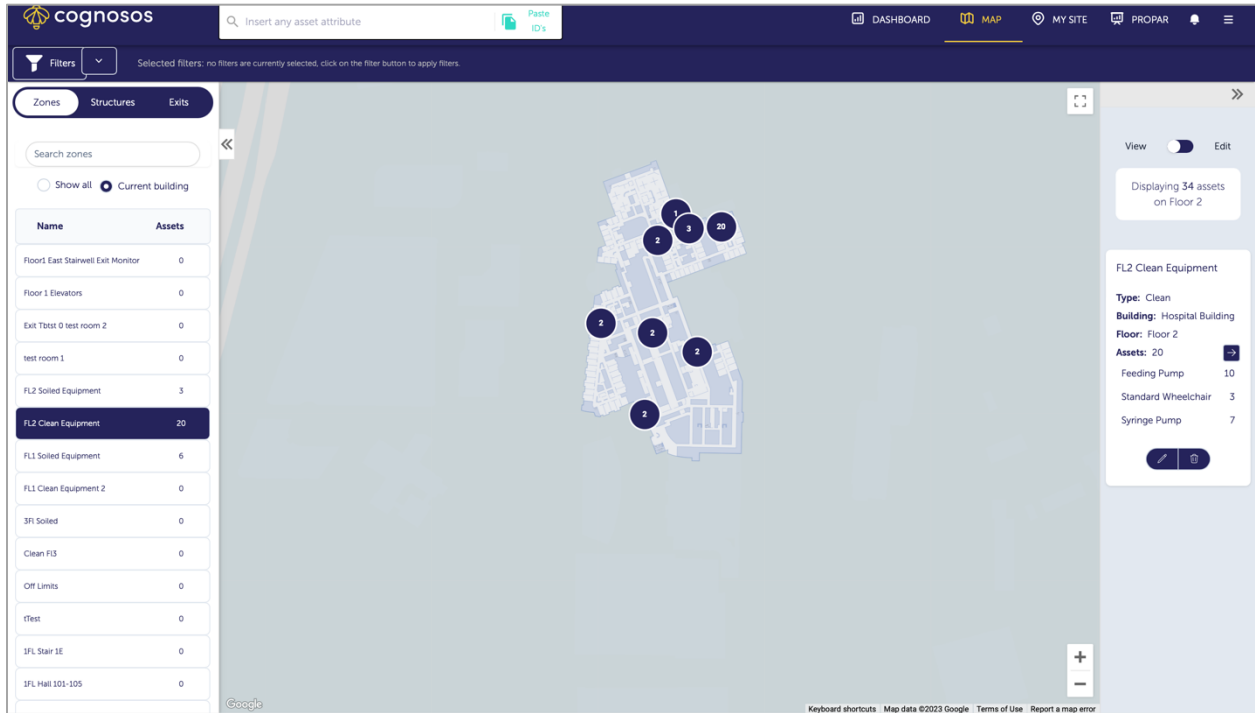 cognosos
Insert any asset attribute
Paste
ID's
DASHBOARD
MAP
MY SITE
PROPAR
Filters
Selected filters: no filters are currently selected, click on the filter button to apply filters.
Zones Structures Exits
Search zones
Show all Current building
Name Assets
Floor1 East Stairwell Exit Monitor 0
Floor 1 Elevators 0
Exit Tbtst 0 test room 2 0
test room 1 0
FL2 Soiled Equipment 3
FL2 Clean Equipment 20
FL1 Soiled Equipment 6
FL1 Clean Equipment 2 0
3Fl Soiled 0
Clean Fl3 0
Off Limits 0
tTest 0
1FL Stair 1E 0
1FL Hall 101-105 0
1
3
20
2
2
2
2
2
Google
Keyboard shortcuts Map data ©2023 Google Terms of Use Report a map error
View Edit
Displaying 34 assets
on Floor 2
FL2 Clean Equipment
Type: Clean
Building: Hospital Building
Floor: Floor 2
Assets: 20
Feeding Pump 10
Standard Wheelchair 3
Syringe Pump 7